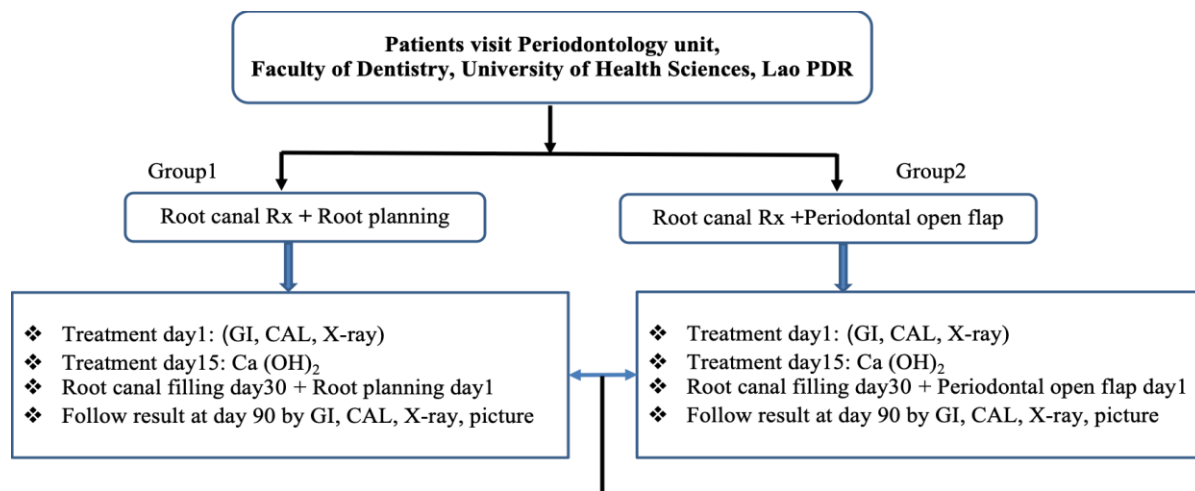 Patients visit Periodontology unit,
Faculty of Dentistry, University of Health Sciences, Lao PDR
Group1
Group2
Root canal Rx + Root planning
Root canal Rx +Periodontal open flap
❖ Treatment day1: (GI, CAL, X-ray)
❖ Treatment day15: Ca (OH)₂
❖ Root canal filling day30 + Root planning day1
❖ Follow result at day 90 by GI, CAL, X-ray, picture
❖ Treatment day1: (GI, CAL, X-ray)
❖ Treatment day15: Ca (OH)₂
❖ Root canal filling day30 + Periodontal open flap day1
❖ Follow result at day 90 by GI, CAL, X-ray, picture